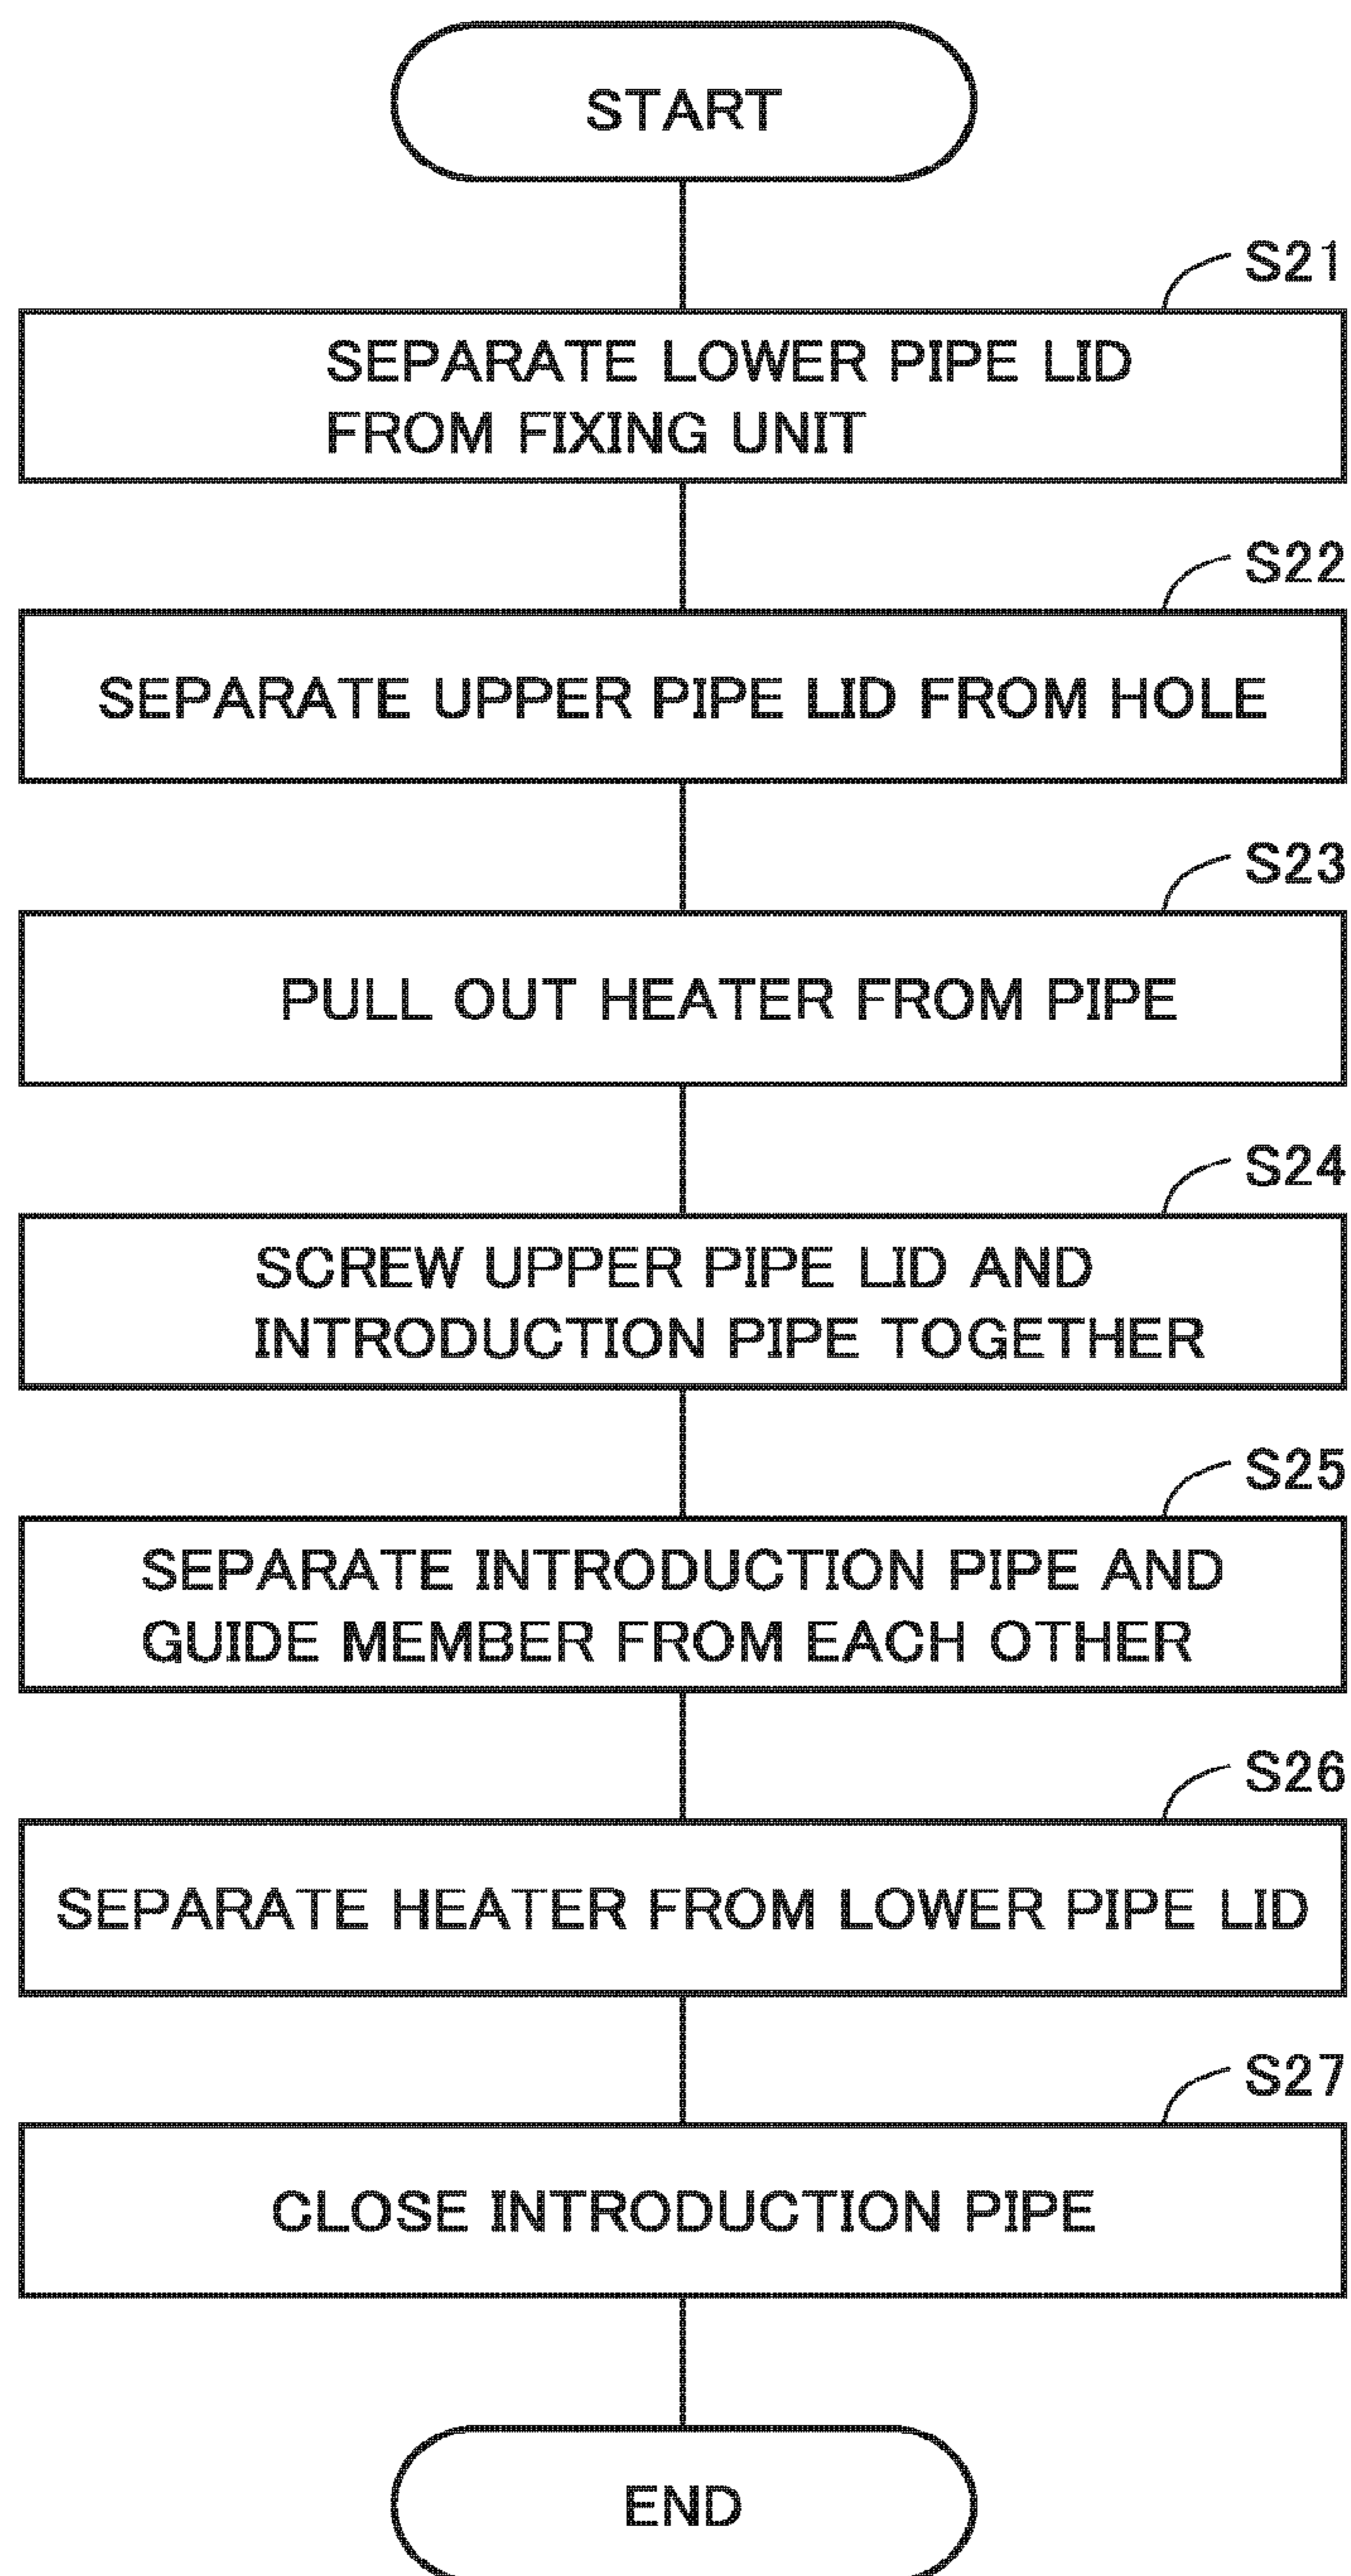 START
S21
SEPARATE LOWER PIPE LID
FROM FIXING UNIT
S22
SEPARATE UPPER PIPE LID FROM HOLE
S23
PULL OUT HEATER FROM PIPE
S24
SCREW UPPER PIPE LID AND
INTRODUCTION PIPE TOGETHER
S25
SEPARATE INTRODUCTION PIPE AND
GUIDE MEMBER FROM EACH OTHER
S26
SEPARATE HEATER FROM LOWER PIPE LID
S27
CLOSE INTRODUCTION PIPE
END